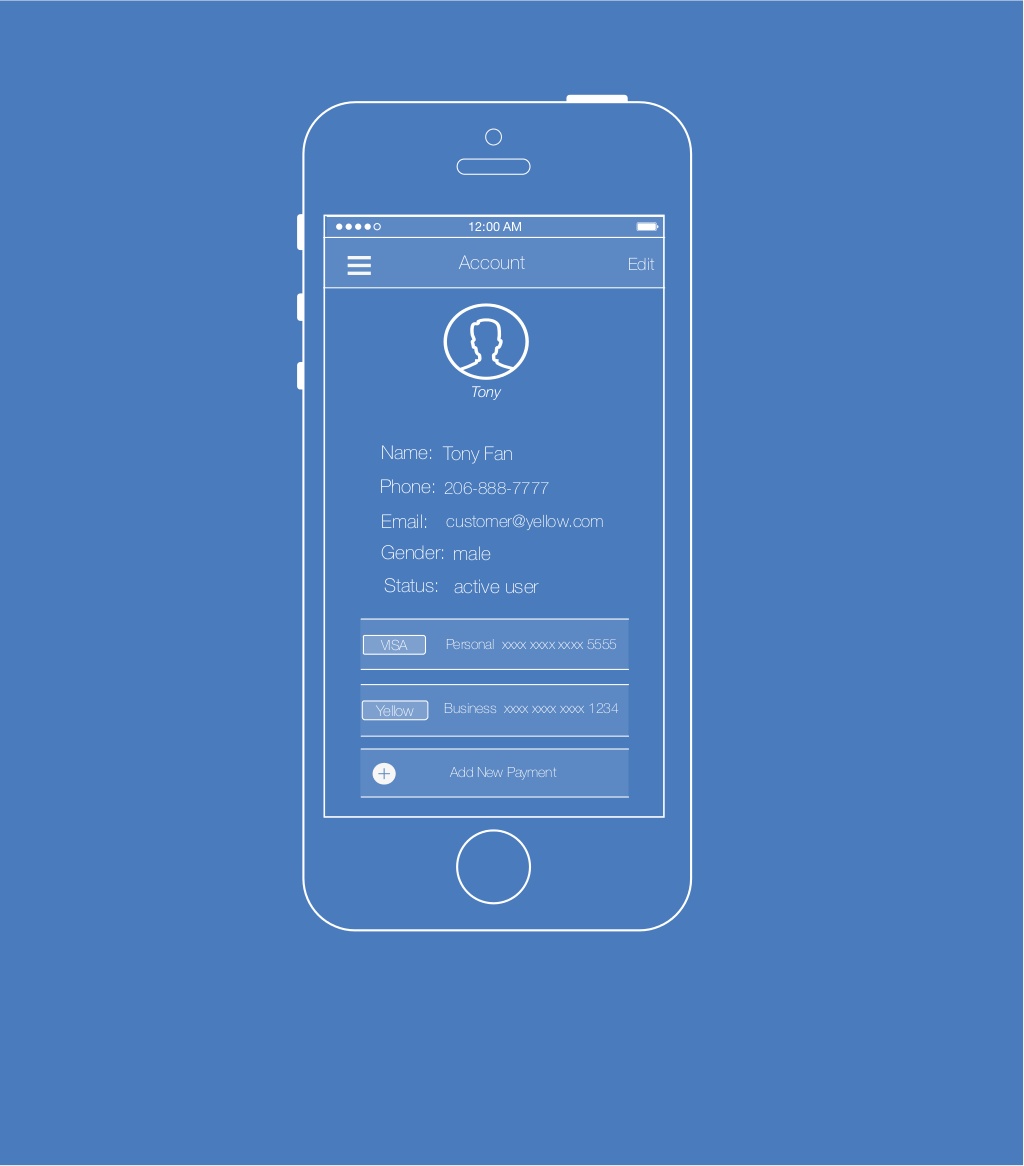 12:00 AM
Account Edit
Tony
Name: Tony Fan
Phone: 206-888-7777
Email: customer@yellow.com
Gender: male
Status: active user
VISA Personal xxxx xxxx xxxx 5555
Yellow Business xxxx xxxx xxxx 1234
Add New Payment